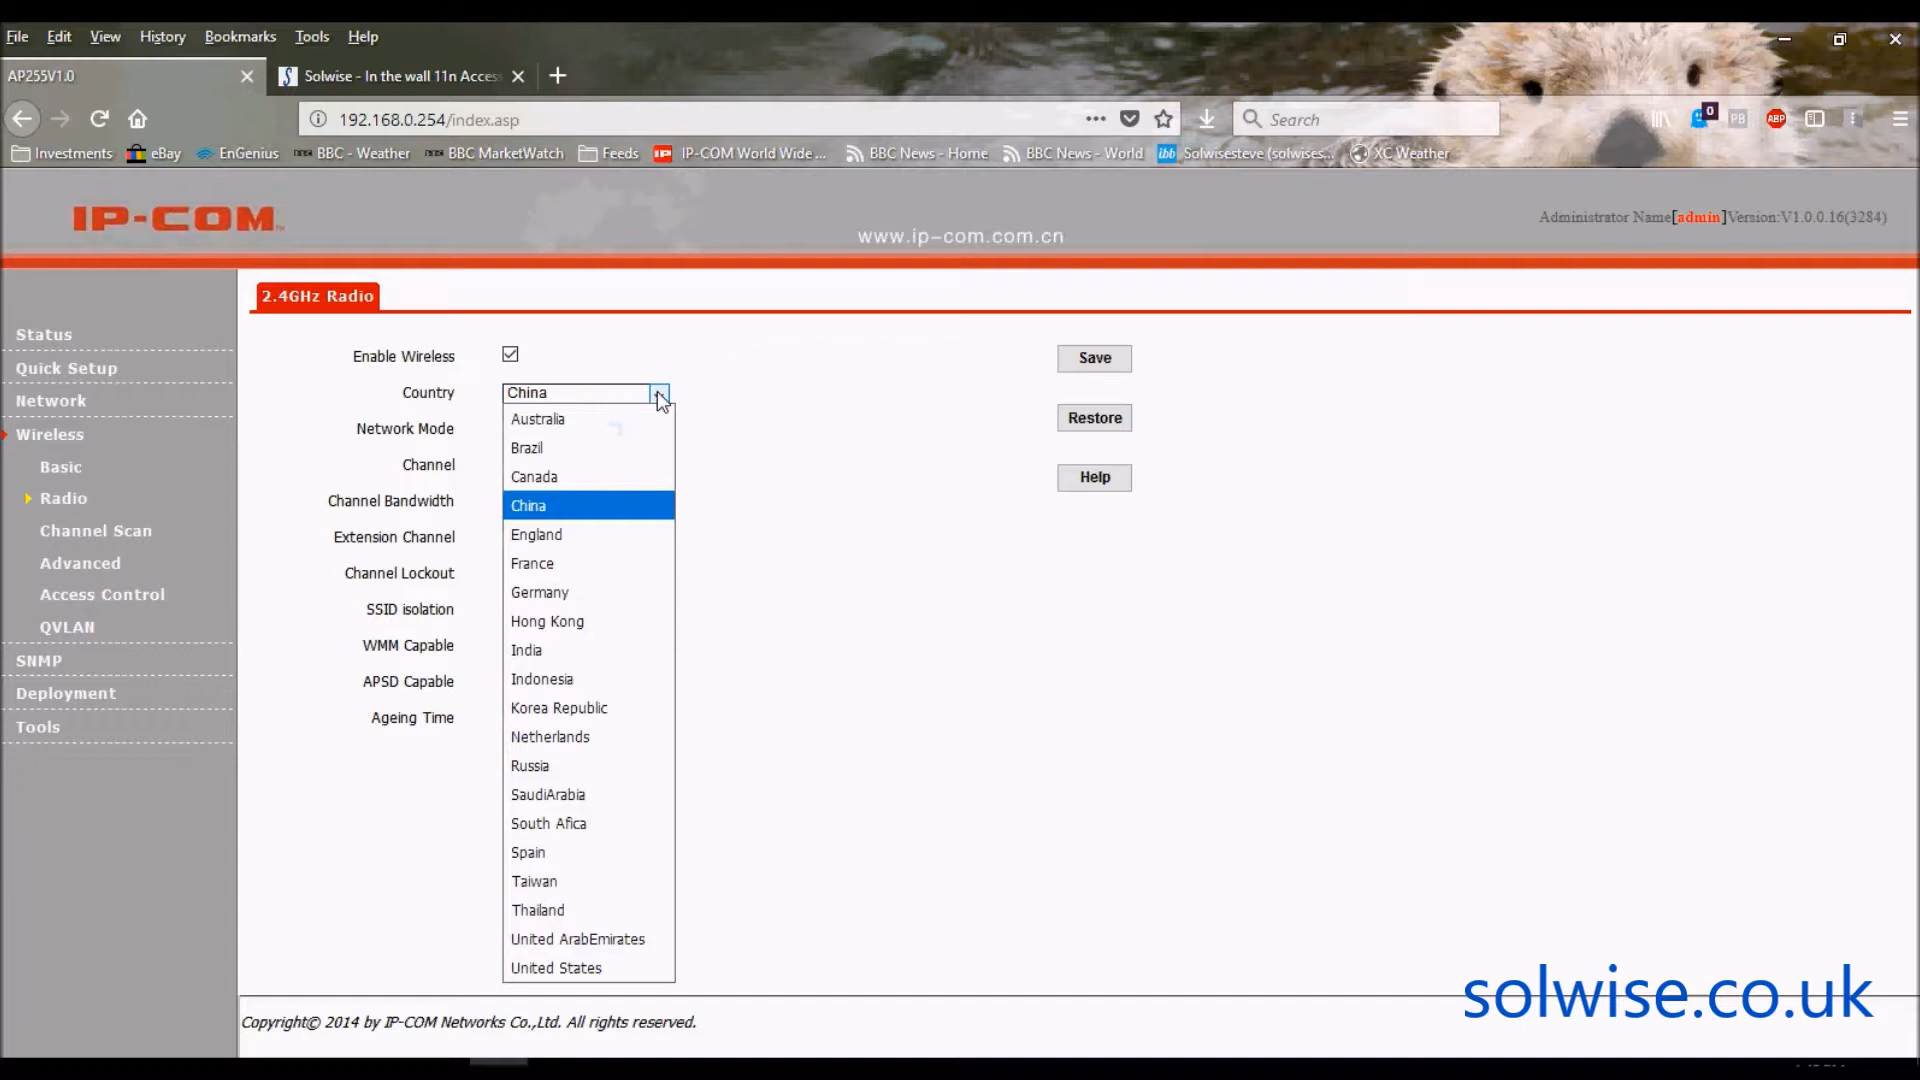 File Edit View History Bookmarks Tools Help
AP255V1.0
Solwise - In the wall 11n Acces
192.168.0.254/index.asp
Search
0
PB
ABP
Investments eBay EnGenius BBC - Weather BBC MarketWatch Feeds IP IP-COM World Wide ... BBC News - Home BBC News - World ibb Solwisesteve (solwises... XC Weather
IP-COM
www.ip-com.com.cn
Administrator Name[admin]Version:V1.0.0.16(3284)
2.4GHz Radio
Status
Quick Setup
Network
Wireless
Basic
Radio
Channel Scan
Advanced
Access Control
QVLAN
SNMP
Deployment
Tools
Enable Wireless
Country
Network Mode
Channel
Channel Bandwidth
Extension Channel
Channel Lockout
SSID isolation
WMM Capable
APSD Capable
Ageing Time
China
Australia
Brazil
Canada
China
England
France
Germany
Hong Kong
India
Indonesia
Korea Republic
Netherlands
Russia
SaudiArabia
South Afica
Spain
Taiwan
Thailand
United ArabEmirates
United States
Save
Restore
Help
solwise.co.uk
Copyright© 2014 by IP-COM Networks Co.,Ltd. All rights reserved.